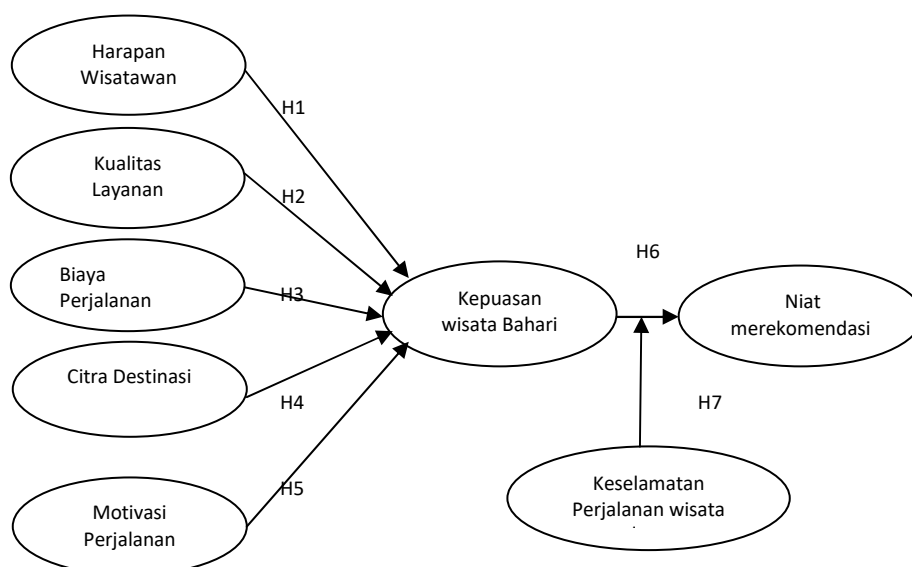 Harapan
Wisatawan
H1
Kualitas
Layanan
H2
H6
Biaya
Perjalanan
H3
Kepuasan
wisata Bahari
Niat
merekomendasi
Citra Destinasi
H4
H7
H5
Motivasi
Perjalanan
Keselamatan
Perjalanan wisata